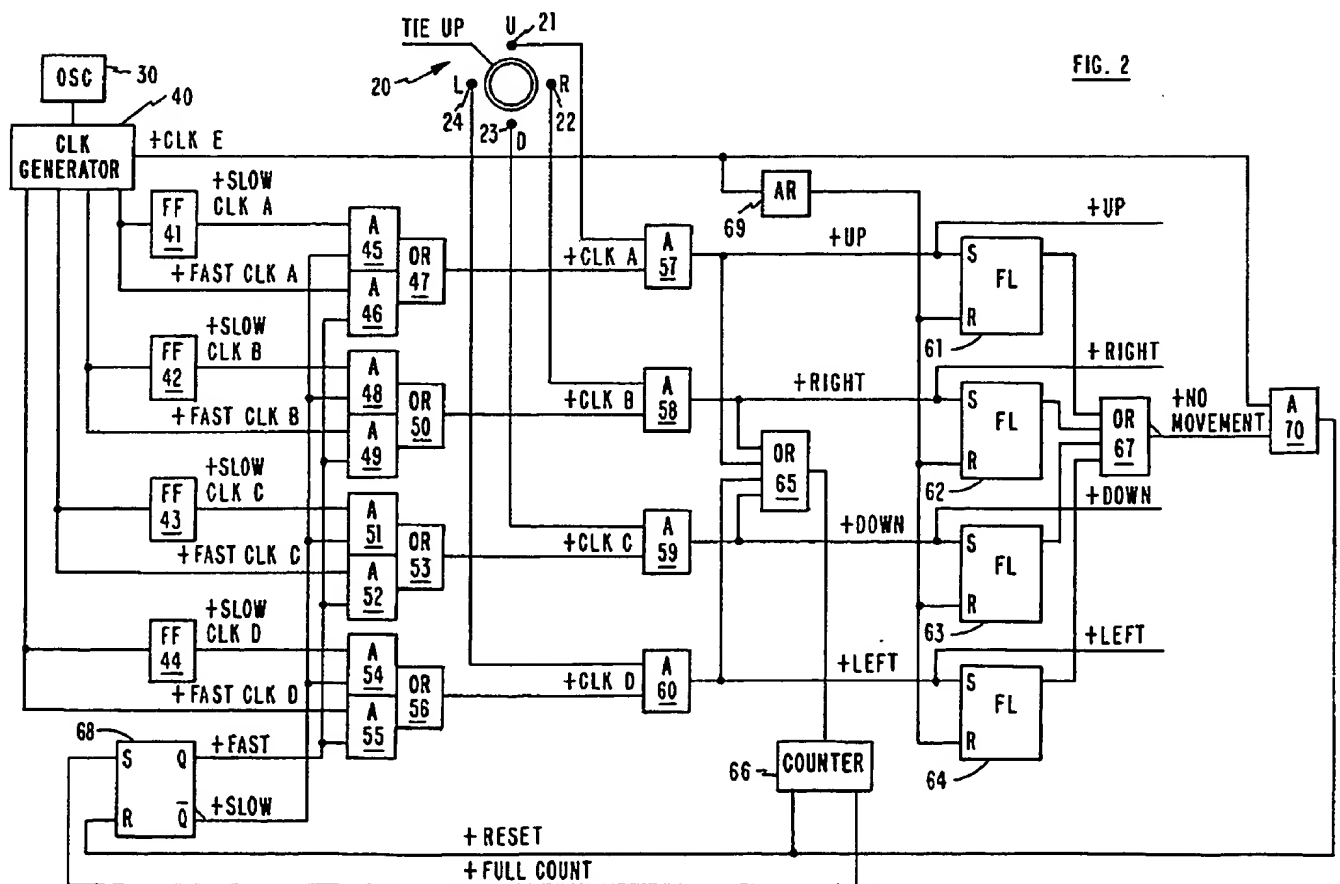 TIE UP
U
21
FIG. 2
OSC
30
20
L
R
40
24
23
D
22
CLK GENERATOR
+CLK E
FF 41
+SLOW CLK A
+FAST CLK A
A 45
A 46
OR 47
+CLK A
A 57
AR
69
+UP
+UP
S
FL
R
61
FF 42
+SLOW CLK B
+FAST CLK B
A 48
A 49
OR 50
+CLK B
A 58
+RIGHT
+RIGHT
S
FL
R
62
OR 65
OR 67
+NO MOVEMENT
A 70
FF 43
+SLOW CLK C
+FAST CLK C
A 51
A 52
OR 53
+CLK C
A 59
+DOWN
+DOWN
S
FL
R
63
FF 44
+SLOW CLK D
+FAST CLK D
A 54
A 55
OR 56
+CLK D
A 60
+LEFT
+LEFT
S
FL
R
64
68
S
Q
+FAST
R
Q̅
+SLOW
66
COUNTER
+ RESET
+ FULL COUNT